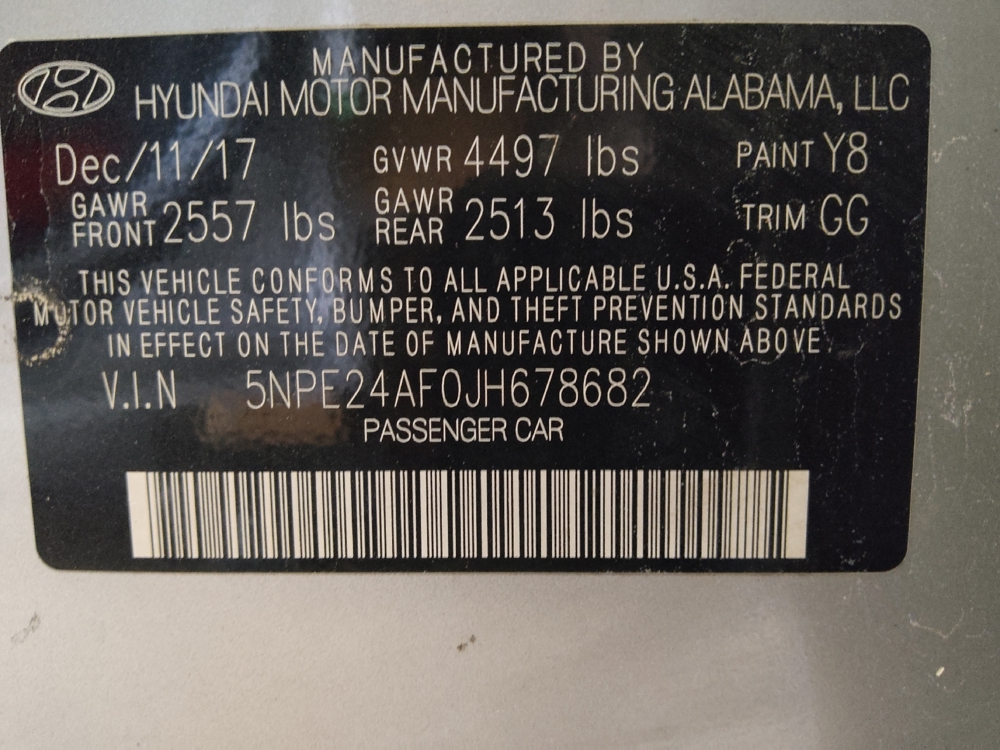 MANUFACTURED BY
HYUNDAI MOTOR MANUFACTURING ALABAMA, LLC
Dec/11/17 GVWR 4497 lbs PAINT Y8
GAWR FRONT 2557 lbs GAWR REAR 2513 lbs TRIM GG
THIS VEHICLE CONFORMS TO ALL APPLICABLE U.S.A. FEDERAL
MOTOR VEHICLE SAFETY, BUMPER, AND THEFT PREVENTION STANDARDS
IN EFFECT ON THE DATE OF MANUFACTURE SHOWN ABOVE.
V.I.N 5NPE24AF0JH678682
PASSENGER CAR